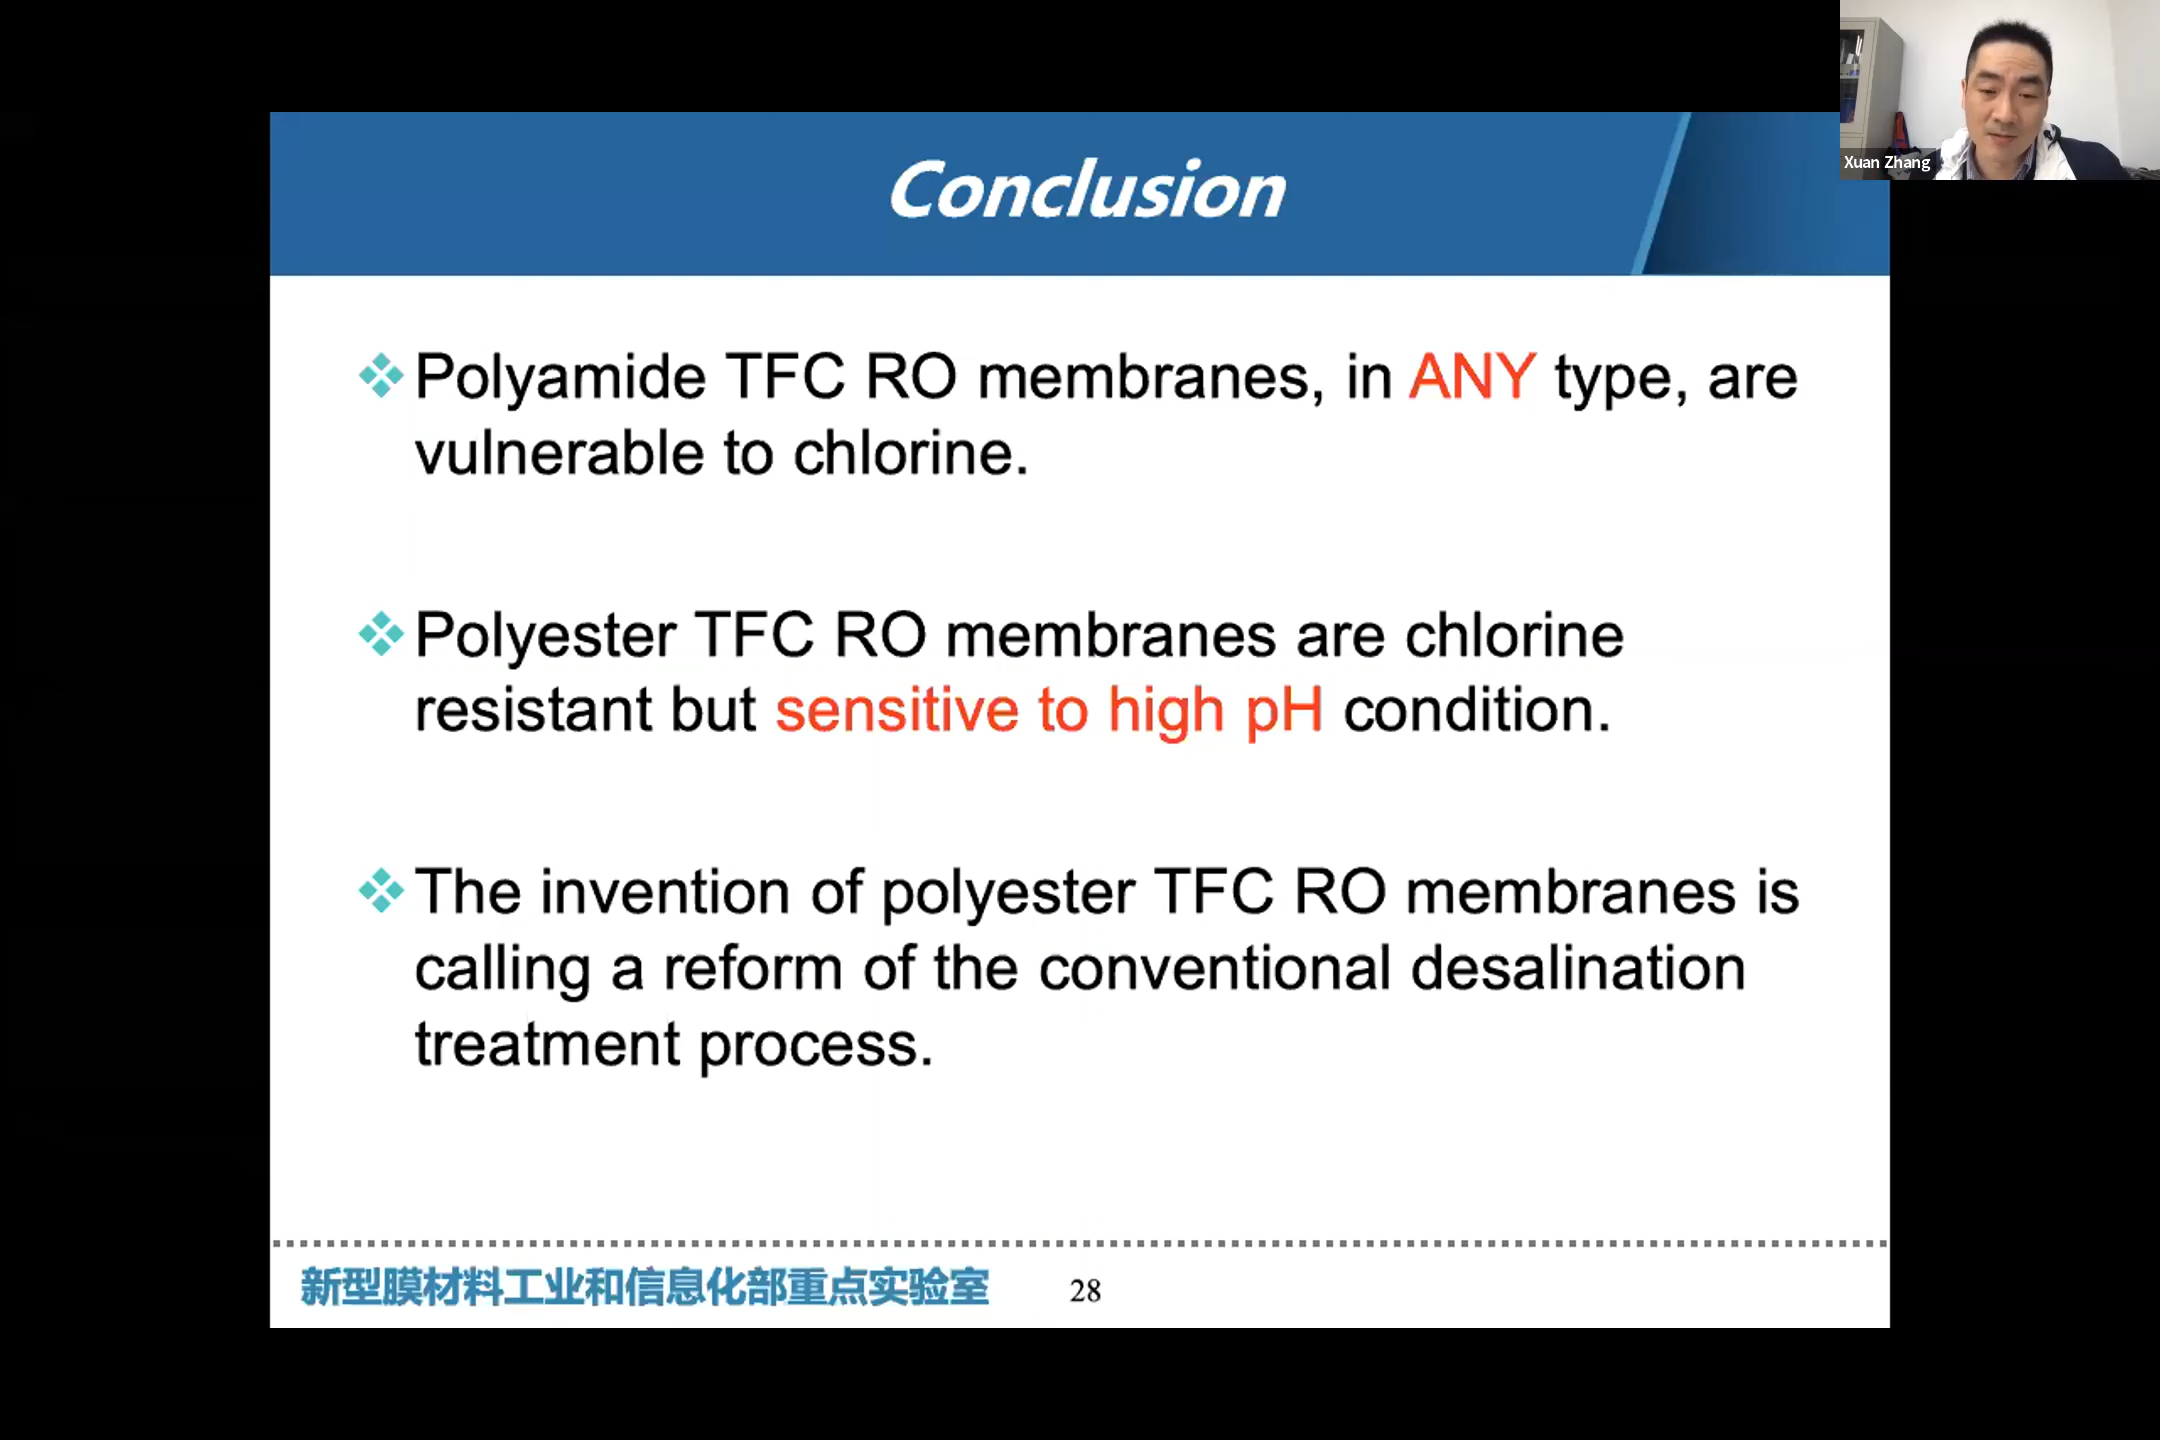 Xuan Zhang
Conclusion
Polyamide TFC RO membranes, in ANY type, are
vulnerable to chlorine.
Polyester TFC RO membranes are chlorine
resistant but sensitive to high pH condition.
The invention of polyester TFC RO membranes is
calling a reform of the conventional desalination
treatment process.
新型膜材料工业和信息化部重点实验室
28